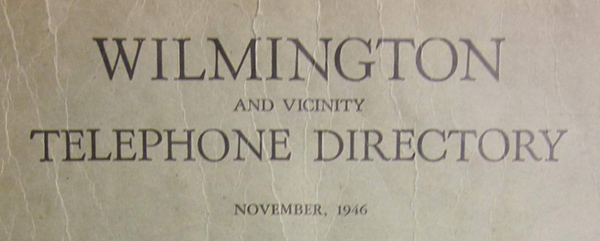 WILMINGTON
AND VICINITY
TELEPHONE DIRECTORY
NOVEMBER, 1946